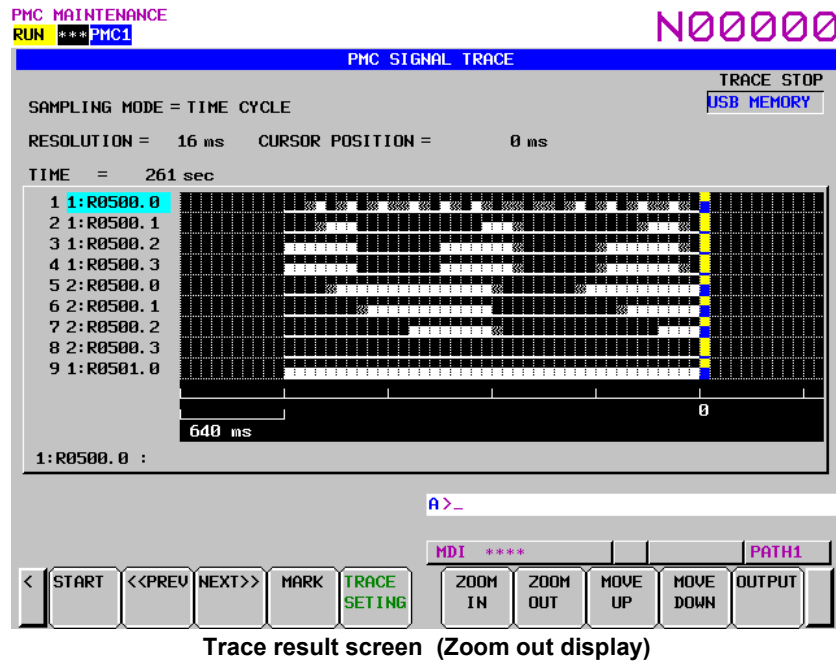 PMC MAINTENANCE
RUN ***PMC1 N00000
PMC SIGNAL TRACE
TRACE STOP
SAMPLING MODE = TIME CYCLE USB MEMORY
RESOLUTION = 16 ms CURSOR POSITION = 0 ms
TIME = 261 sec
1 1:R0500.0
2 1:R0500.1
3 1:R0500.2
4 1:R0500.3
5 2:R0500.0
6 2:R0500.1
7 2:R0500.2
8 2:R0500.3
9 1:R0501.0
0
640 ms
1:R0500.0 :
A>_
MDI **** PATH1
< START <<PREV NEXT>> MARK TRACE SETING ZOOM IN ZOOM OUT MOVE UP MOVE DOWN OUTPUT
Trace result screen (Zoom out display)